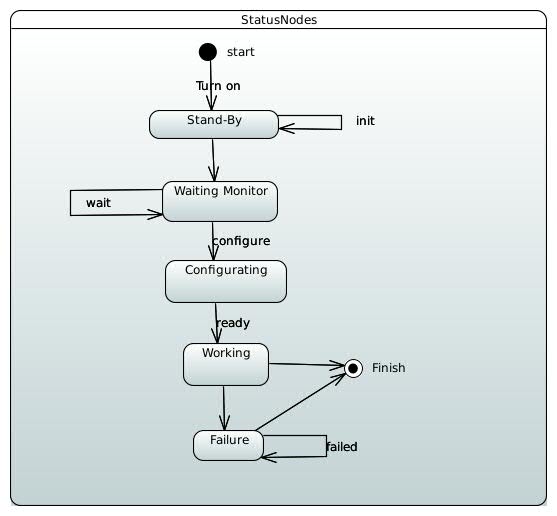 StatusNodes
start
Turn on
Stand-By
init
Waiting Monitor
wait
configure
Configurating
ready
Working
Finish
Failure
failed